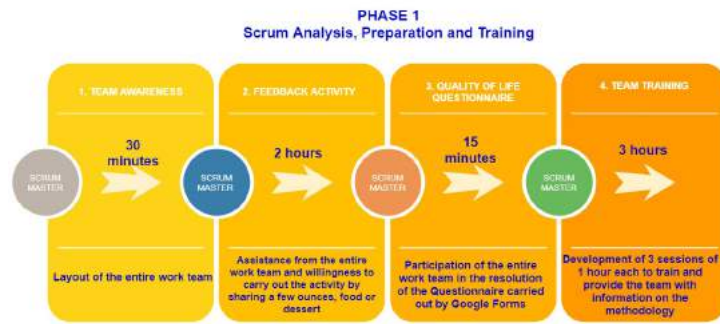 PHASE 1
Scrum Analysis, Preparation and Training
1. TEAM AWARENESS
30
minutes
SCRUM
MASTER
Layout of the entire work team
2. FEEDBACK ACTIVITY
2 hours
SCRUM
MASTER
Assistance from the entire
work team and willingness to
carry out the activity by
sharing a few ounces, food or
dessert
3. QUALITY OF LIFE
QUESTIONNAIRE
15
minutes
SCRUM
MASTER
Participation of the entire
work team in the resolution
of the Questionnaire carried
out by Google Forms
4. TEAM TRAINING
3 hours
SCRUM
MASTER
Development of 3 sessions of
1 hour each to train and
provide the team with
information on the
methodology